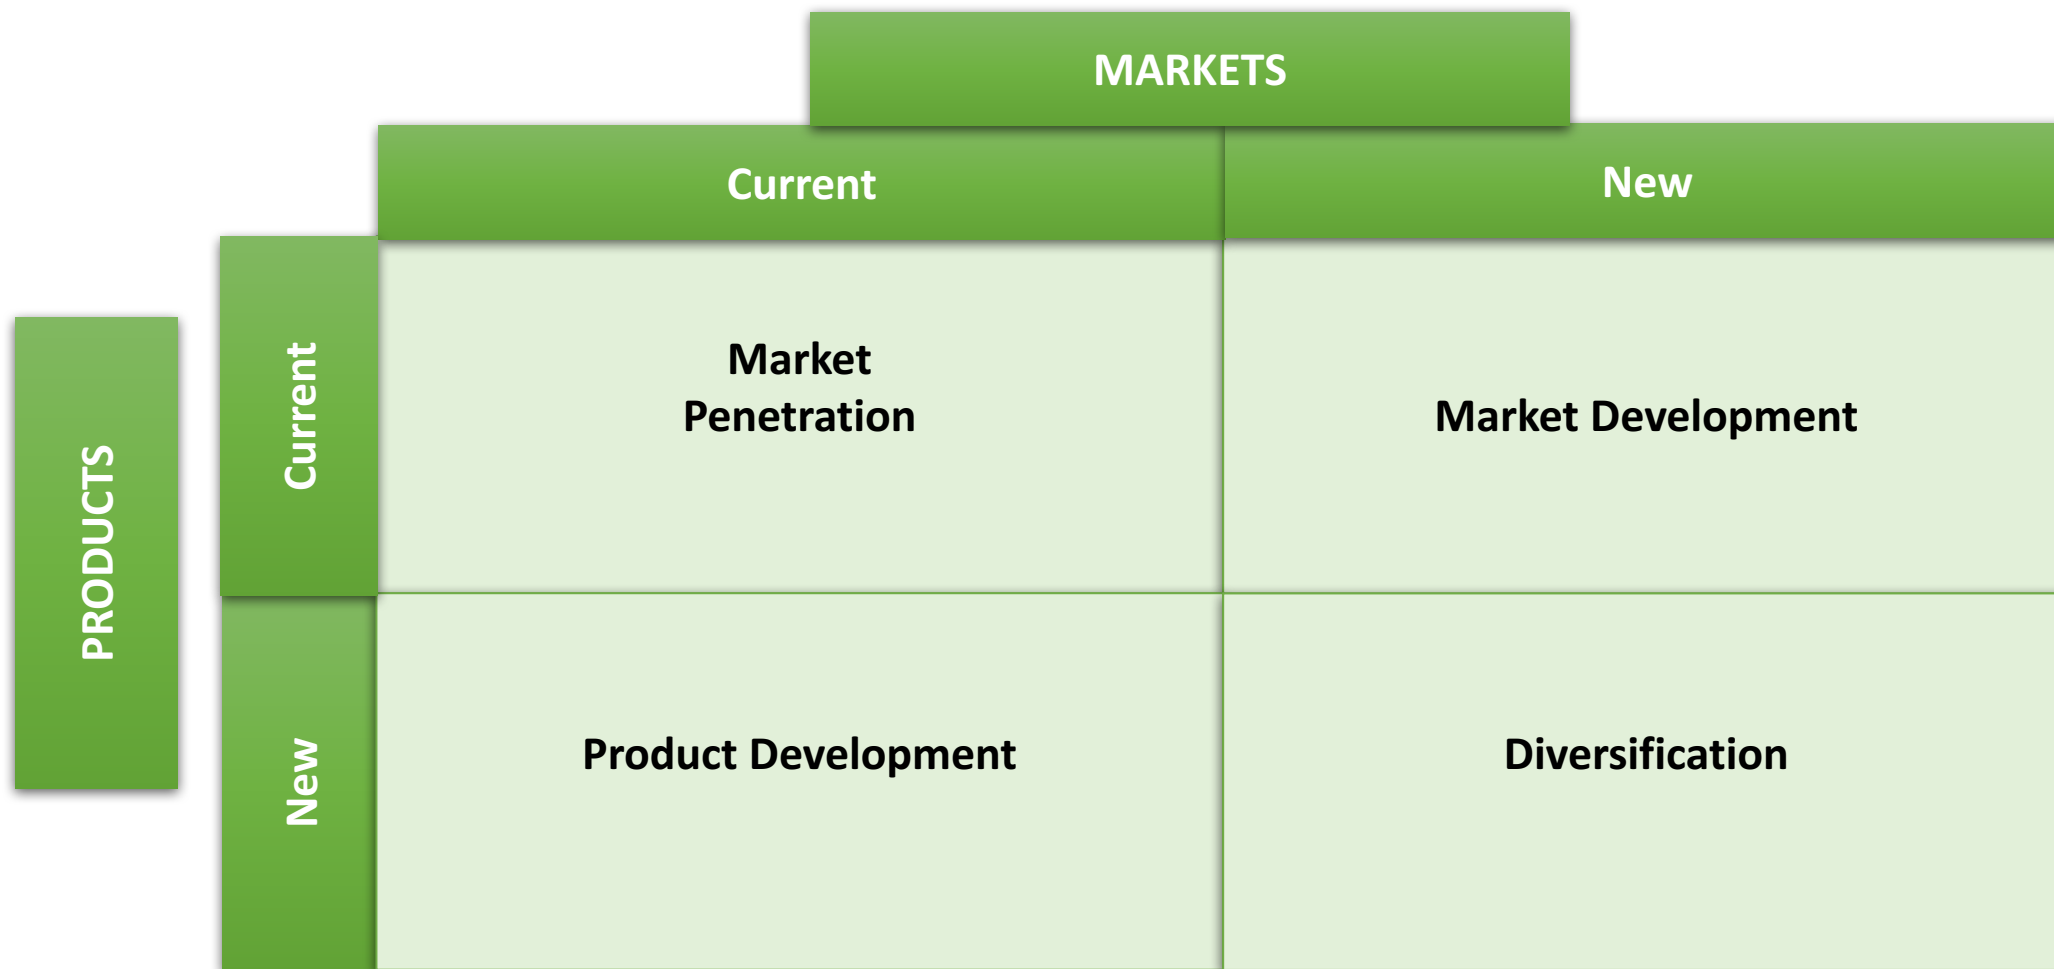 MARKETS
Current
New
PRODUCTS
Current
Market
Penetration
Market Development
New
Product Development
Diversification